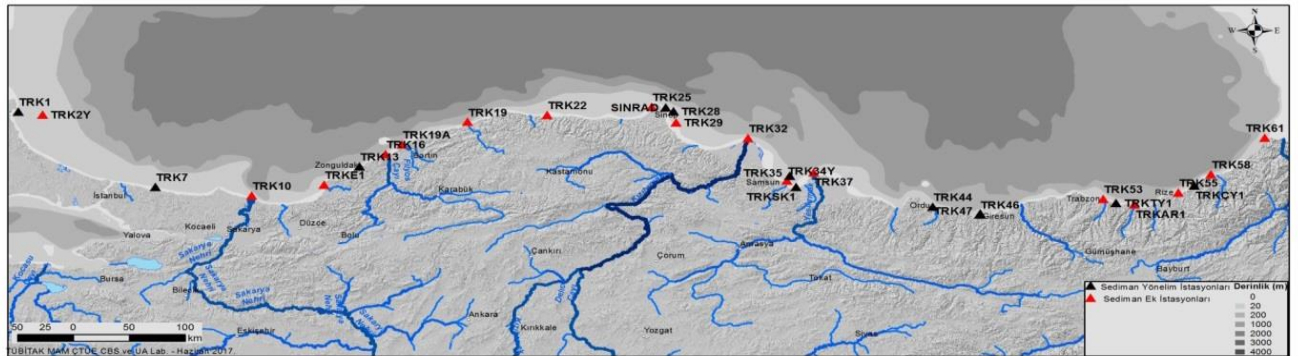 N
W E
S
TRK1
TRK2Y
TRK7
TRK10
TRKE1
TRK13
TRK16
TRK19A
TRK19
TRK22
SINRAD
TRK25
TRK28
TRK29
TRK32
TRK35
TRK34Y
TRKSK1
TRK37
TRK44
TRK47
TRK46
TRK53
TRKTY1
TRKAR1
TRK55
TRKÇY1
TRK58
TRK61
İstanbul
Yalova
Kocaeli
Sakarya
Düzce
Zonguldak
Bartın
Karabük
Kastamonu
Sinop
Samsun
Ordu
Giresun
Trabzon
Rize
Gümüşhane
Bayburt
Bursa
Bilecik
Bolu
Çankırı
Çorum
Amasya
Tokat
Eskişehir
Ankara
Kırıkkale
Yozgat
Sivas
Sakarya Nehri
Sakarya Nehri
Sediman Yönelim İstasyonları
Sediman Ek İstasyonları
Derinlik (m)
0
20
200
1000
2000
3000
4000
50 25 0 50 100
km
TÜBİTAK MAM ÇTÜE CBS ve UA Lab. - Haziran 2017.